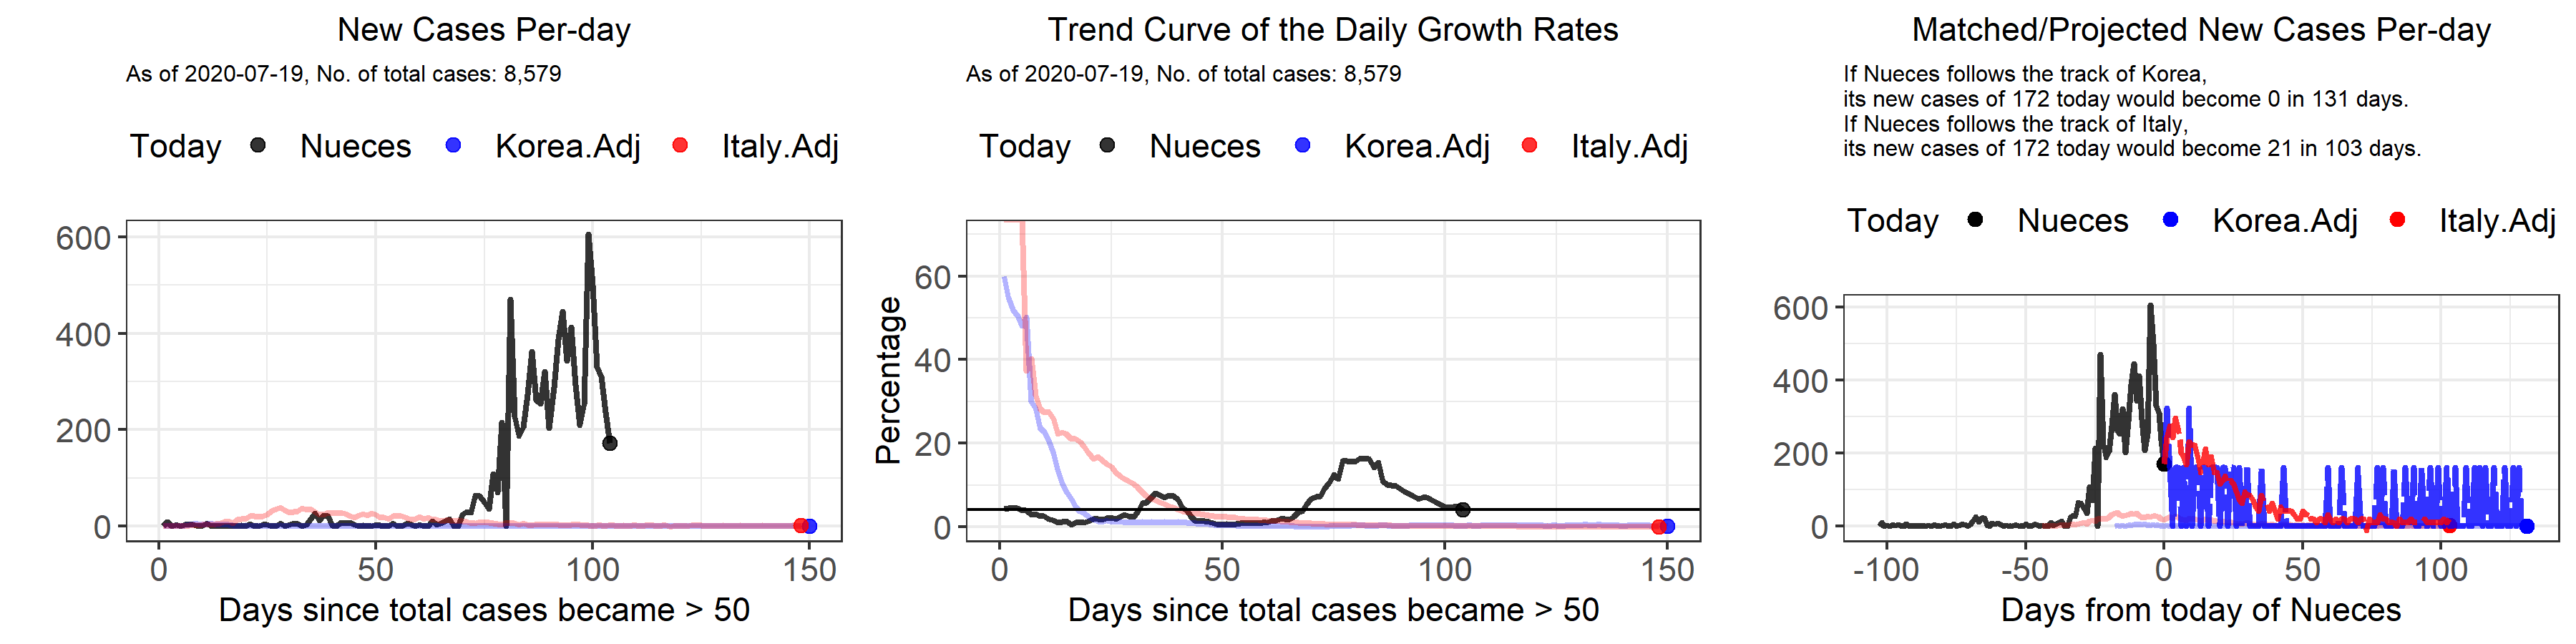 New Cases Per-day
As of 2020-07-19, No. of total cases: 8,579
Today Nueces Korea.Adj Italy.Adj
600
400
200
0
0 50 100 150
Days since total cases became > 50
Trend Curve of the Daily Growth Rates
As of 2020-07-19, No. of total cases: 8,579
Today Nueces Korea.Adj Italy.Adj
Percentage
60
40
20
0
0 50 100 150
Days since total cases became > 50
Matched/Projected New Cases Per-day
If Nueces follows the track of Korea,
its new cases of 172 today would become 0 in 131 days.
If Nueces follows the track of Italy,
its new cases of 172 today would become 21 in 103 days.
Today Nueces Korea.Adj Italy.Adj
600
400
200
0
-100 -50 0 50 100
Days from today of Nueces